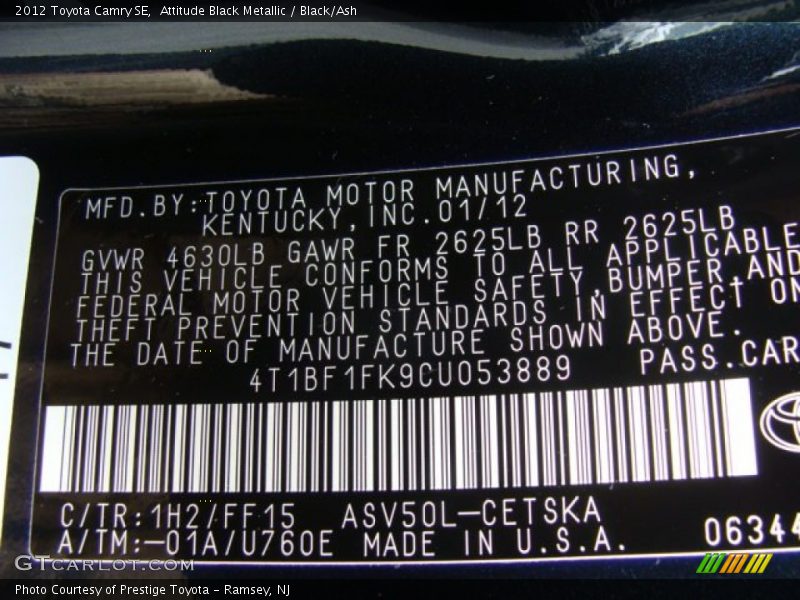 2012 Toyota Camry SE,  Attitude Black Metallic / Black/Ash
MFD.BY:TOYOTA MOTOR MANUFACTURING,
KENTUCKY,INC.01/12
GVWR 4630LB GAWR FR 2625LB RR 2625LB
THIS VEHICLE CONFORMS TO ALL APPLICABLE
FEDERAL MOTOR VEHICLE SAFETY,BUMPER,AND
THEFT PREVENTION STANDARDS IN EFFECT ON
THE DATE OF MANUFACTURE SHOWN ABOVE.
4T1BF1FK9CU053889 PASS.CAR
C/TR:1H2/FF15 ASV50L-CETSKA
A/TM:-01A/U760E MADE IN U.S.A. 06344
GTCARLOT.COM
Photo Courtesy of Prestige Toyota - Ramsey, NJ